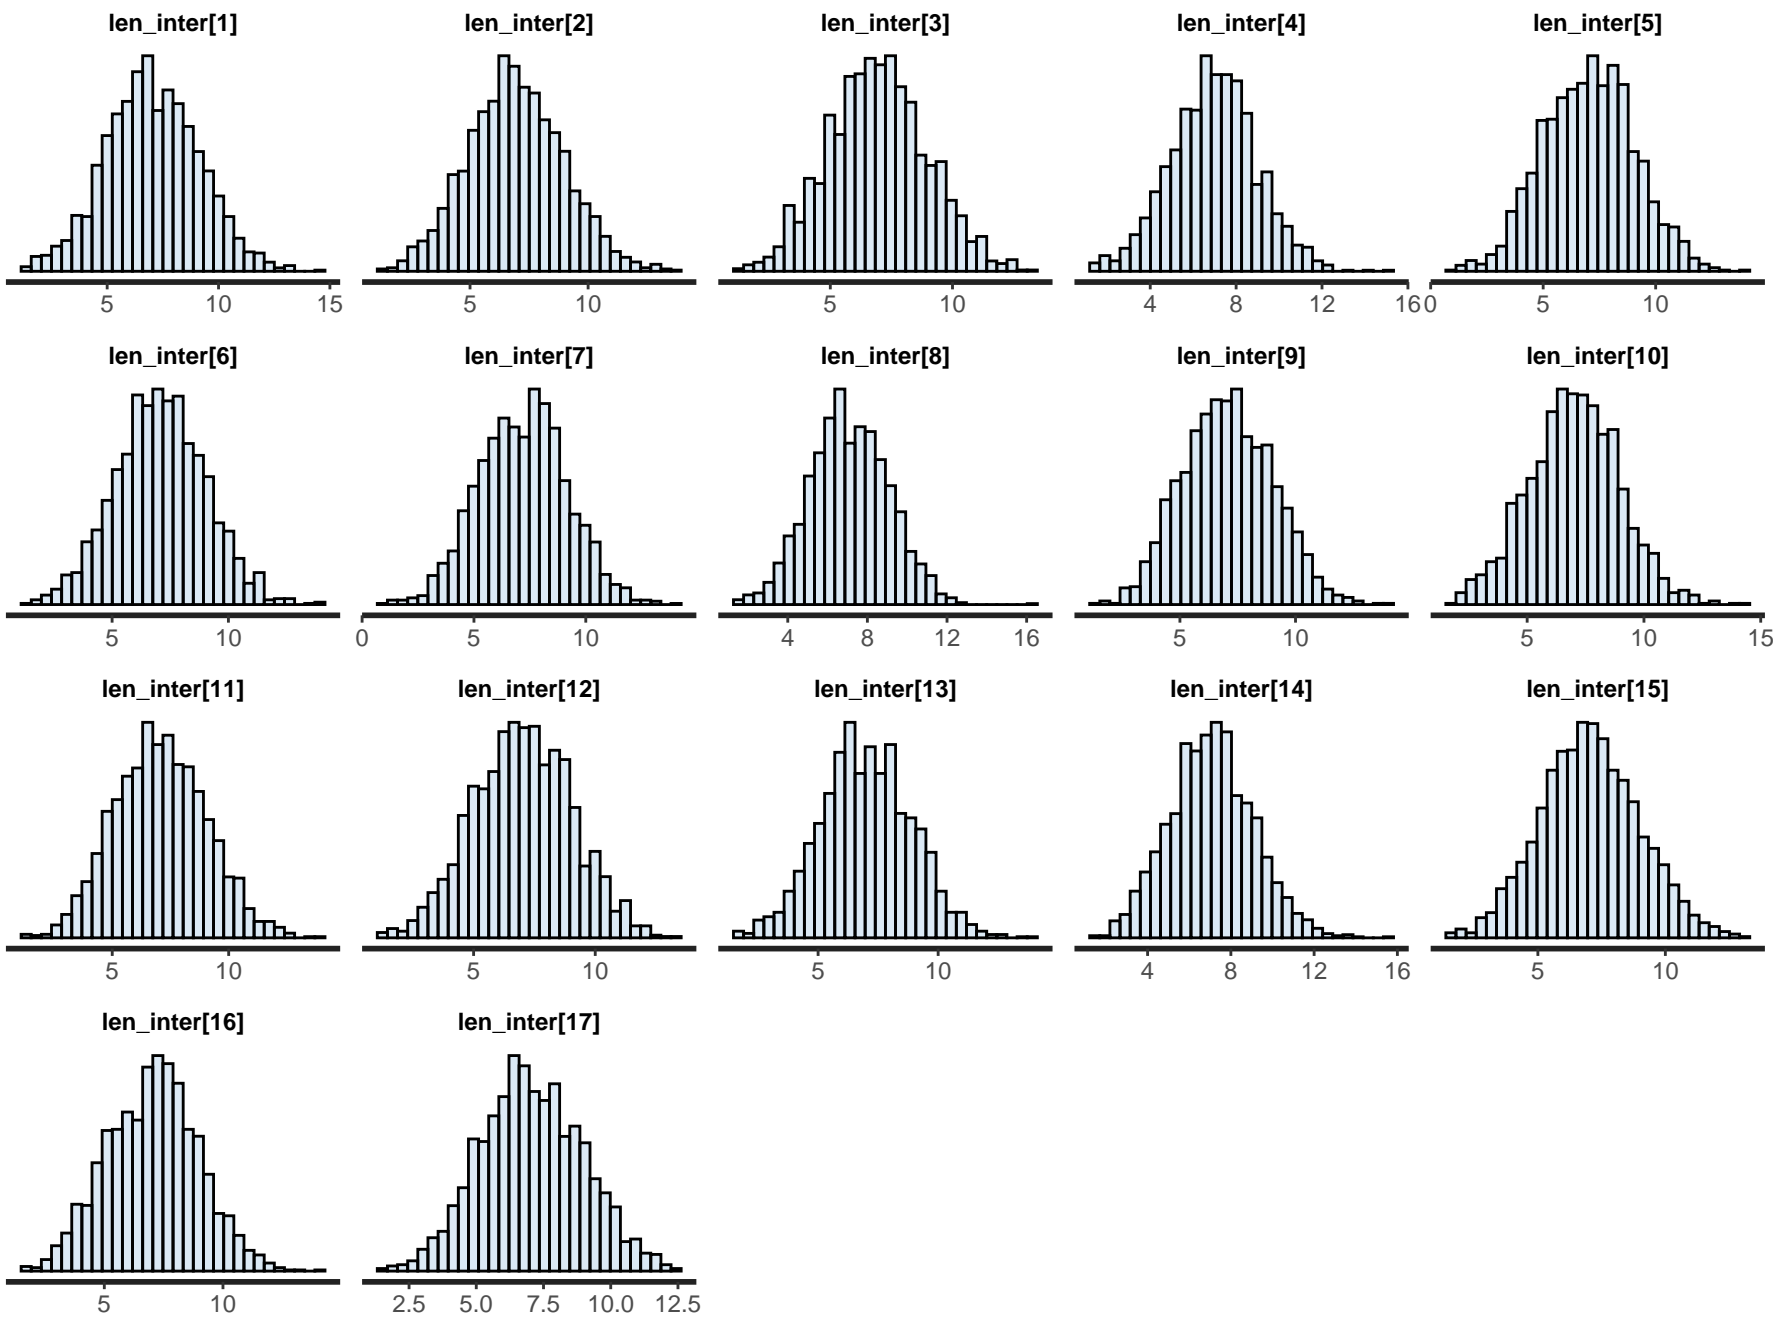 len_inter[1] len_inter[2] len_inter[3] len_inter[4] len_inter[5]
5 10 15 5 10 5 10 4 8 12 16 0 5 10
len_inter[6] len_inter[7] len_inter[8] len_inter[9] len_inter[10]
5 10 0 5 10 4 8 12 16 5 10 5 10 15
len_inter[11] len_inter[12] len_inter[13] len_inter[14] len_inter[15]
5 10 5 10 5 10 4 8 12 16 5 10
len_inter[16] len_inter[17]
5 10 2.5 5.0 7.5 10.0 12.5